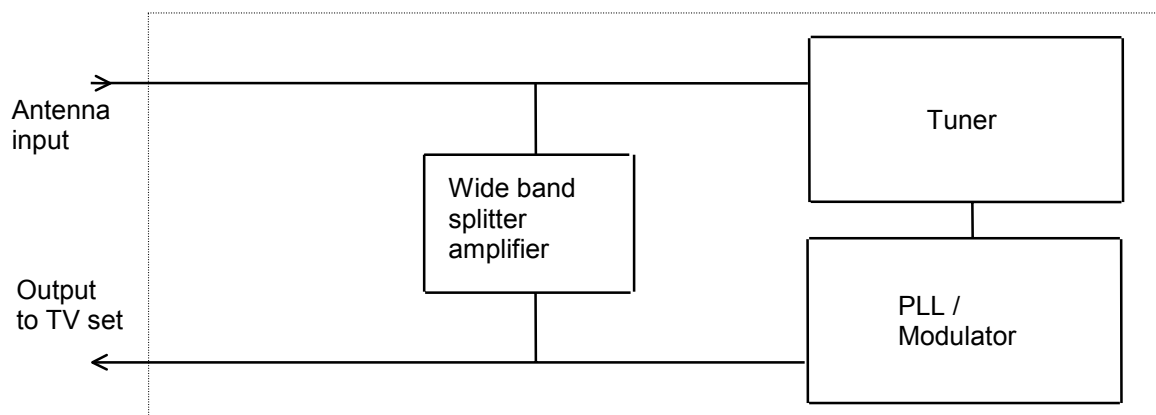 Antenna
input
Tuner
Wide band
splitter
amplifier
Output
to TV set
PLL /
Modulator